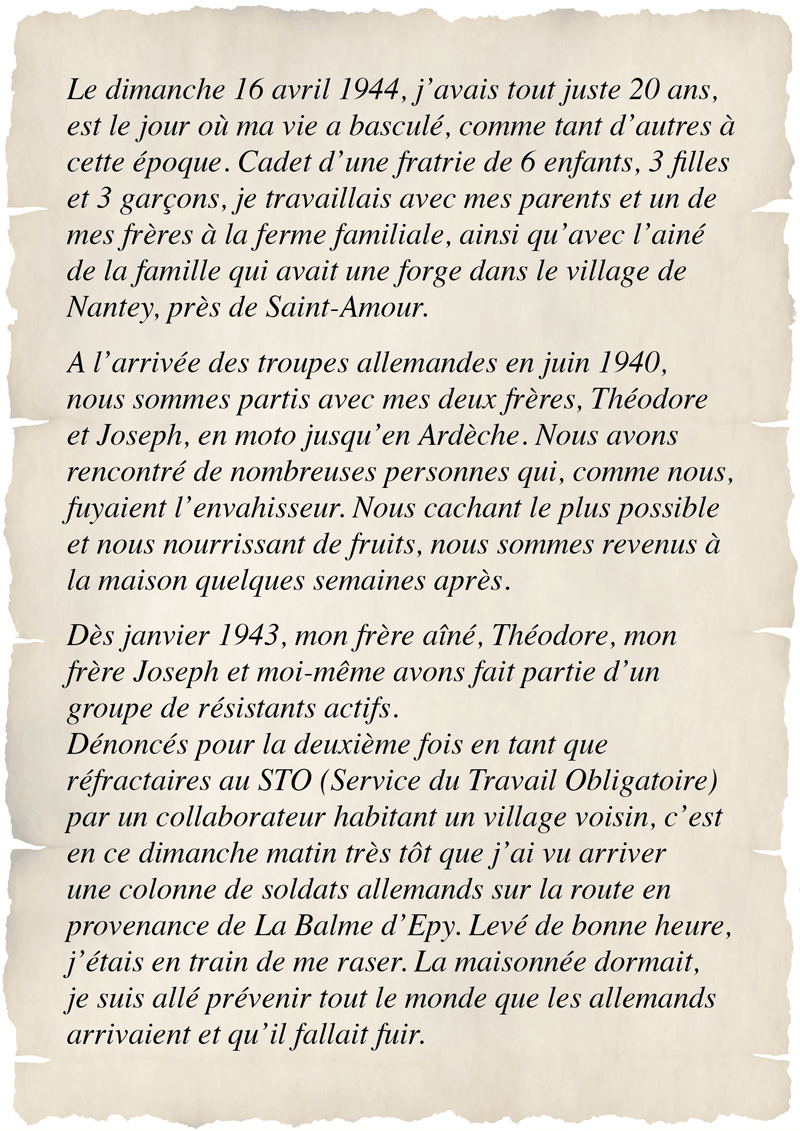 Le dimanche 16 avril 1944, j’avais tout juste 20 ans,
est le jour où ma vie a basculé, comme tant d’autres à
cette époque. Cadet d’une fratrie de 6 enfants, 3 filles
et 3 garçons, je travaillais avec mes parents et un de
mes frères à la ferme familiale, ainsi qu’avec l’ainé
de la famille qui avait une forge dans le village de
Nantey, près de Saint-Amour.
A l’arrivée des troupes allemandes en juin 1940,
nous sommes partis avec mes deux frères, Théodore
et Joseph, en moto jusqu’en Ardèche. Nous avons
rencontré de nombreuses personnes qui, comme nous,
fuyaient l’envahisseur. Nous cachant le plus possible
et nous nourrissant de fruits, nous sommes revenus à
la maison quelques semaines après.
Dès janvier 1943, mon frère aîné, Théodore, mon
frère Joseph et moi-même avons fait partie d’un
groupe de résistants actifs.
Dénoncés pour la deuxième fois en tant que
réfractaires au STO (Service du Travail Obligatoire)
par un collaborateur habitant un village voisin, c’est
en ce dimanche matin très tôt que j’ai vu arriver
une colonne de soldats allemands sur la route en
provenance de La Balme d’Epy. Levé de bonne heure,
j’étais en train de me raser. La maisonnée dormait,
je suis allé prévenir tout le monde que les allemands
arrivaient et qu’il fallait fuir.